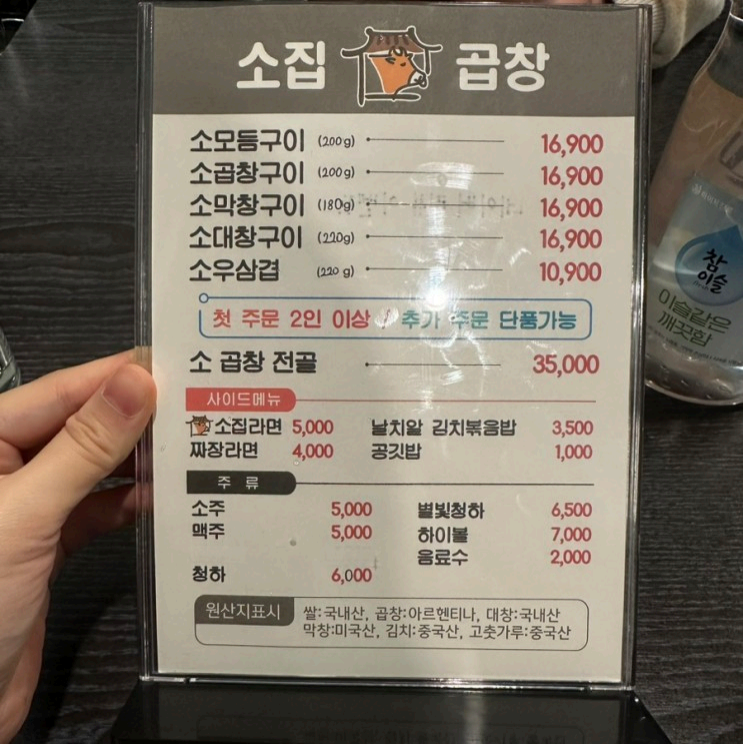 소집 곱창
소모듬구이 (200g) 16,900
소곱창구이 (200g) 16,900
소막창구이 (180g) 16,900
소대창구이 (220g) 16,900
소우삼겹 (220g) 10,900
첫 주문 2인 이상 / 추가 주문 단품가능
소 곱창 전골 35,000
사이드메뉴
소집라면 5,000 날치알 김치볶음밥 3,500
짜장라면 4,000 공깃밥 1,000
주 류
소주 5,000 별빛청하 6,500
맥주 5,000 하이볼 7,000
음료수 2,000
청하 6,000
원산지표시 쌀:국내산, 곱창:아르헨티나, 대창:국내산
막창:미국산, 김치:중국산, 고춧가루:중국산
참
이슬
이슬같은
깨끗함